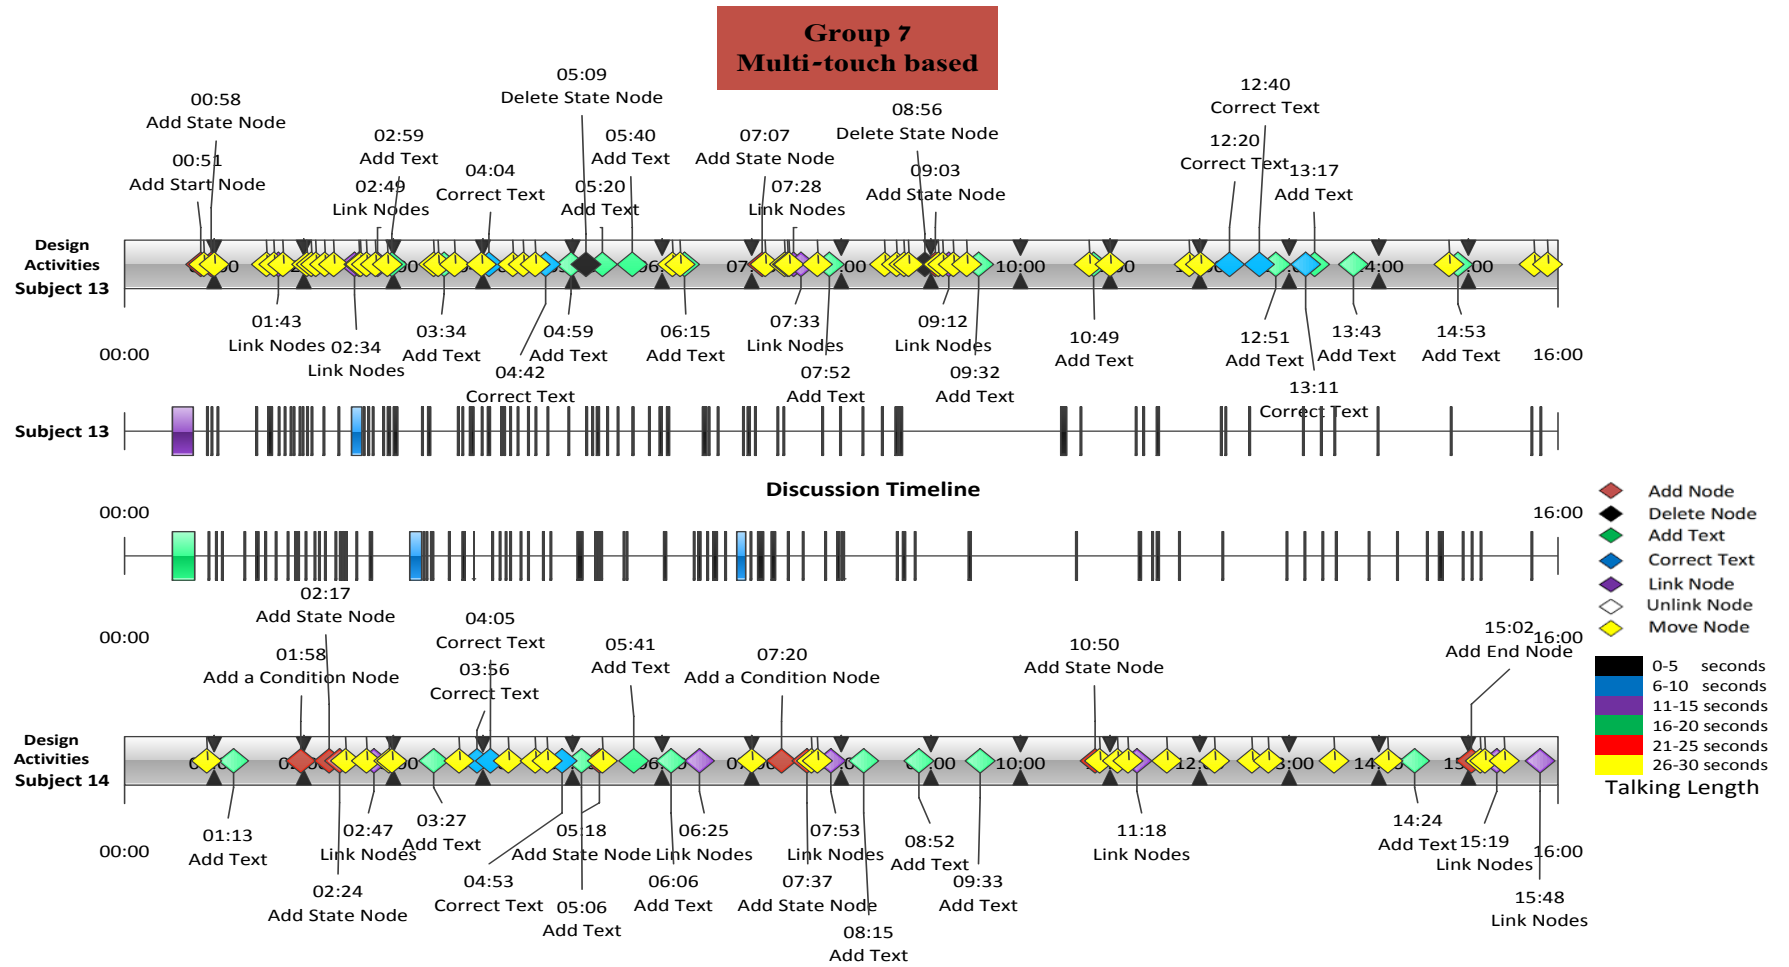 Group 7
Multi-touch based
05:09
Delete State Node
00:58
Add State Node
12:40
Correct Text
08:56
Delete State Node
02:59
Add Text
05:40
Add Text
07:07
Add State Node
12:20
Correct Text
00:51
Add Start Node
04:04
Correct Text
09:03
Add State Node
13:17
Add Text
02:49
Link Nodes
05:20
Add Text
07:28
Link Nodes
Design
Activities
Subject 13
10:00
01:43
Link Nodes
02:34
Link Nodes
03:34
Add Text
04:59
Add Text
06:15
Add Text
07:33
Link Nodes
09:12
Link Nodes
10:49
Add Text
12:51
Add Text
13:43
Add Text
14:53
Add Text
00:00
16:00
04:42
Correct Text
07:52
Add Text
09:32
Add Text
13:11
Correct Text
Subject 13
Discussion Timeline
00:00
16:00
Add Node
Delete Node
Add Text
Correct Text
Link Node
Unlink Node
Move Node
02:17
Add State Node
04:05
Correct Text
00:00
16:00
15:02
Add End Node
01:58
Add a Condition Node
03:56
Correct Text
05:41
Add Text
07:20
Add a Condition Node
10:50
Add State Node
0-5 seconds
6-10 seconds
11-15 seconds
16-20 seconds
21-25 seconds
26-30 seconds
Talking Length
Design
Activities
Subject 14
10:00
01:13
Add Text
02:47
Link Nodes
03:27
Add Text
05:18
Add State Node
06:25
Link Nodes
07:53
Link Nodes
08:52
Add Text
11:18
Link Nodes
14:24
Add Text
15:19
Link Nodes
00:00
16:00
02:24
Add State Node
04:53
Correct Text
05:06
Add Text
06:06
Add Text
07:37
Add State Node
09:33
Add Text
15:48
Link Nodes
08:15
Add Text